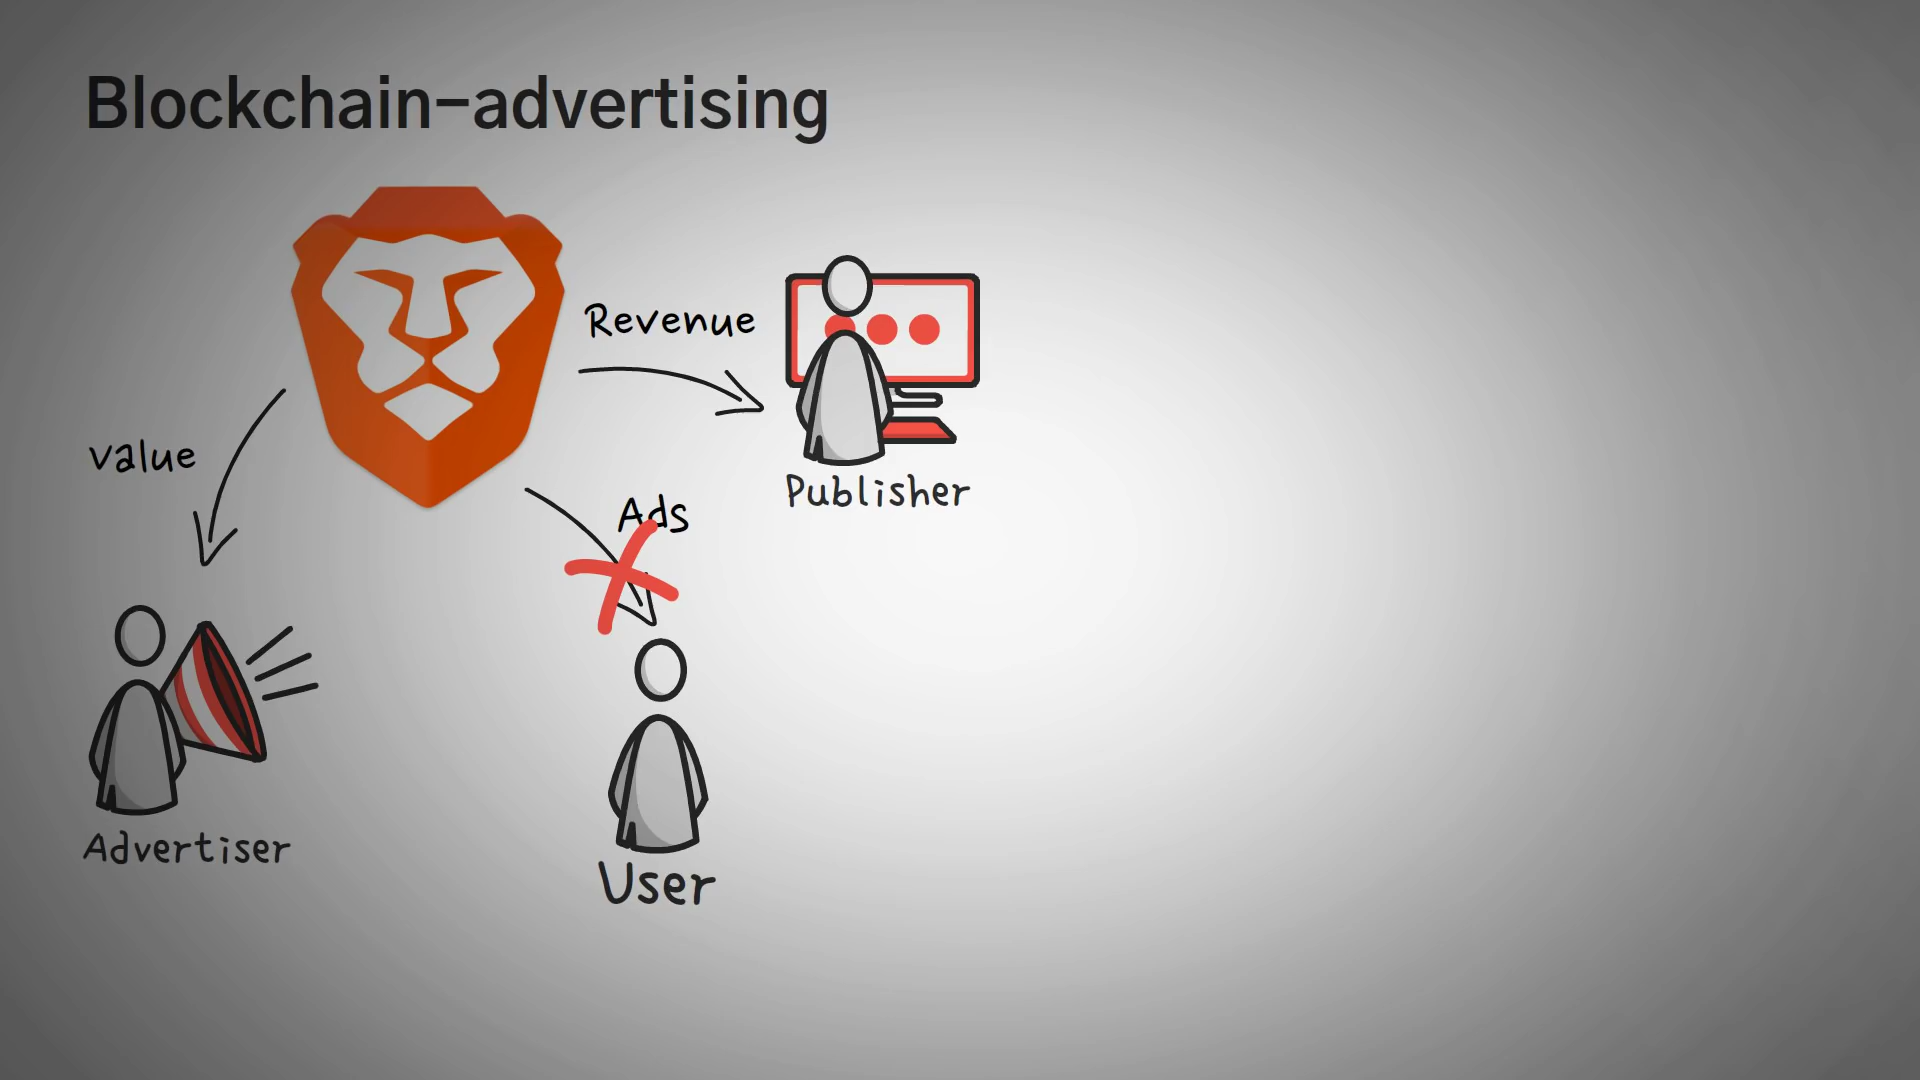 Blockchain-advertising
Revenue
value
Publisher
Ads
Advertiser
User